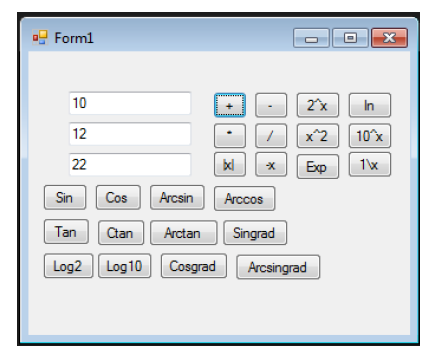 Form1
10 + - 2^x ln
12 * / x^2 10^x
22 |x| -x Exp 1\x
Sin Cos Arcsin Arccos
Tan Ctan Arctan Singrad
Log2 Log10 Cosgrad Arcsingrad